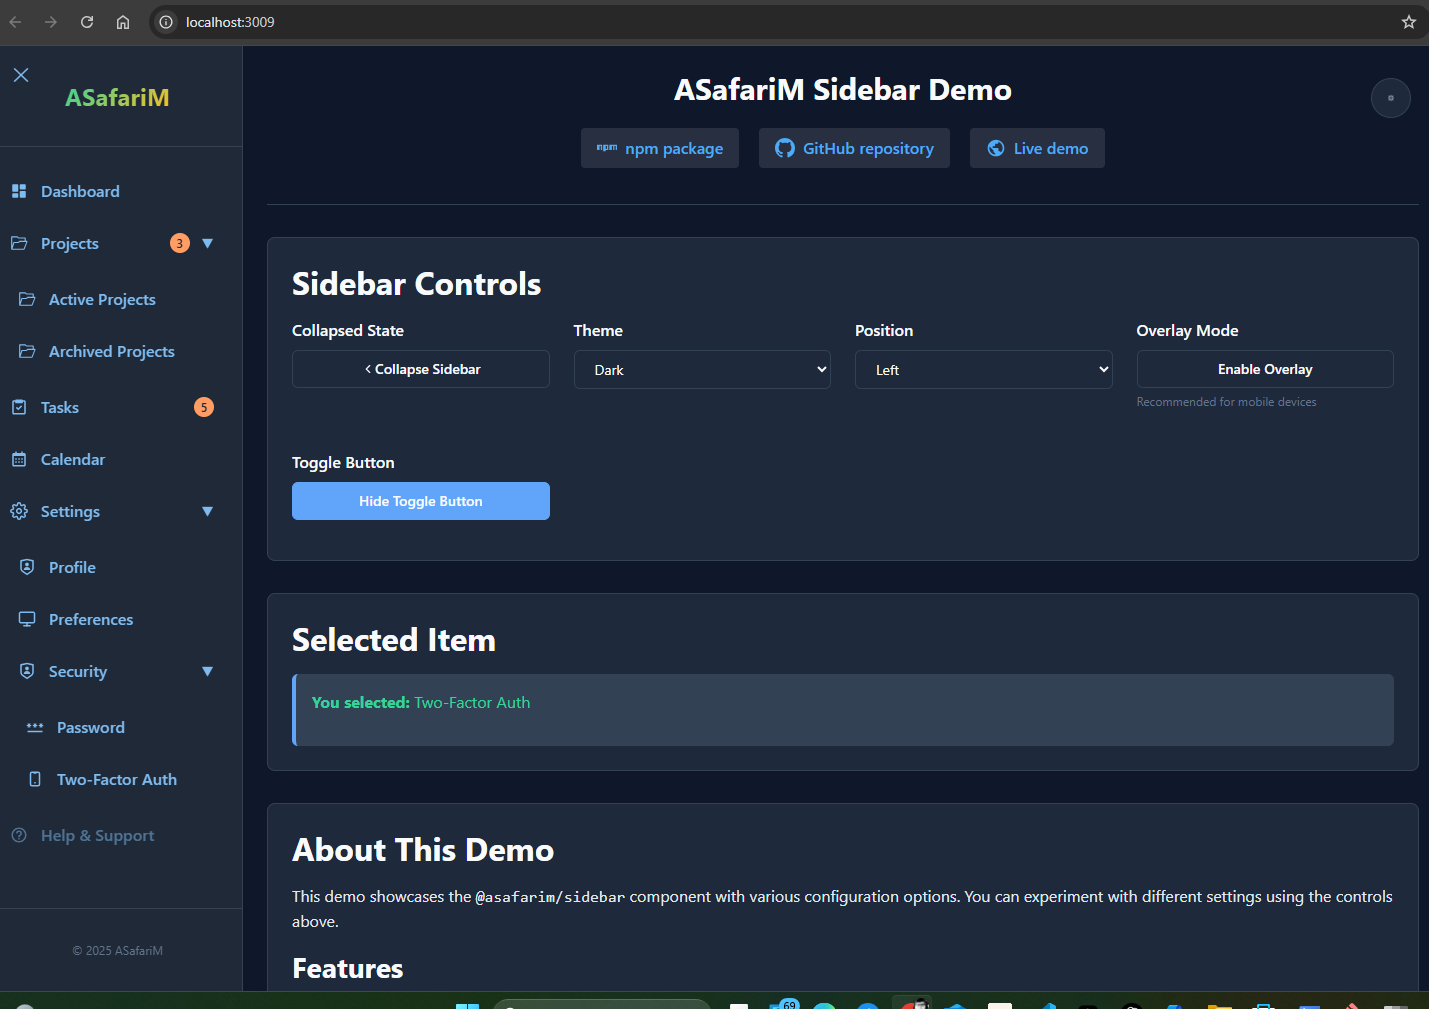 localhost:3009
ASafariM
Dashboard
Projects 3 ▼
Active Projects
Archived Projects
Tasks 5
Calendar
Settings ▼
Profile
Preferences
Security ▼
Password
Two-Factor Auth
Help & Support
© 2025 ASafariM
ASafariM Sidebar Demo
npm npm package
GitHub repository
Live demo
Sidebar Controls
Collapsed State
Collapse Sidebar
Theme
Dark
Position
Left
Overlay Mode
Enable Overlay
Recommended for mobile devices
Toggle Button
Hide Toggle Button
Selected Item
You selected: Two-Factor Auth
About This Demo
This demo showcases the @asafarim/sidebar component with various configuration options. You can experiment with different settings using the controls
above.
Features
69